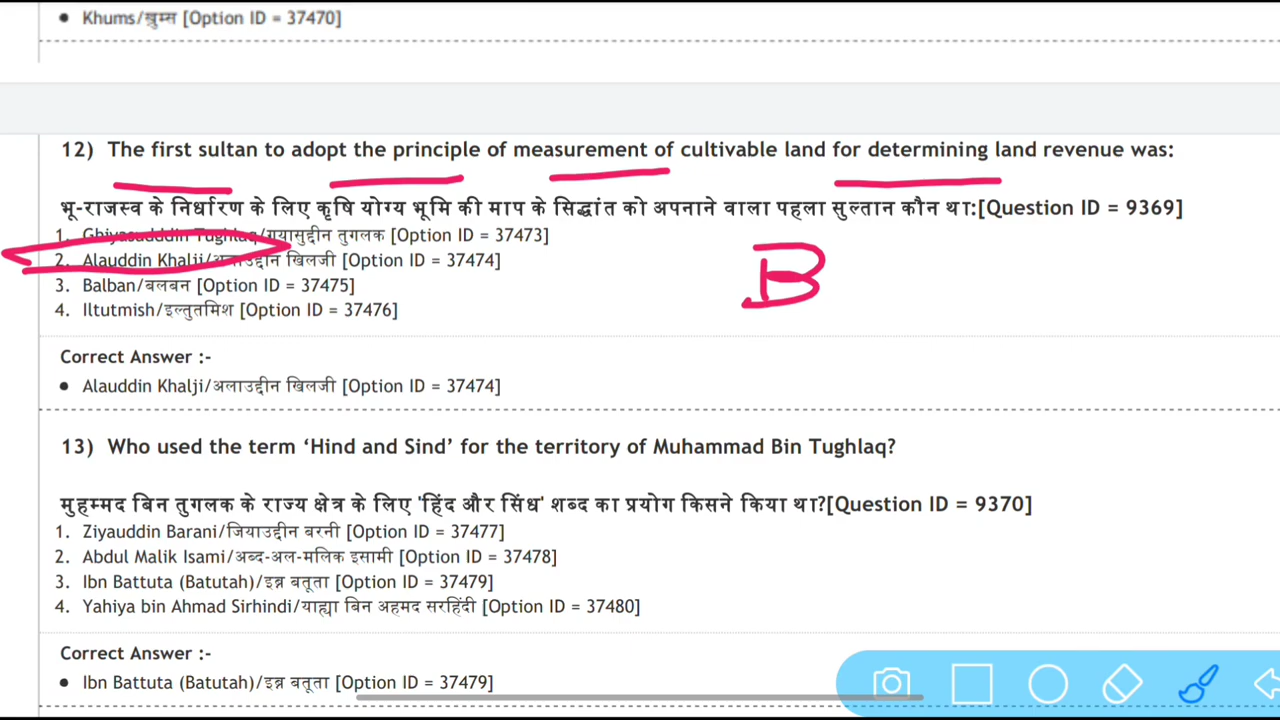 Khums/ख़ुम्स [Option ID = 37470]
12) The first sultan to adopt the principle of measurement of cultivable land for determining land revenue was:
भू-राजस्व के निर्धारण के लिए कृषि योग्य भूमि की माप के सिद्धांत को अपनाने वाला पहला सुल्तान कौन था:[Question ID = 9369]
1. Ghiyasudddin Tughlaq/गयासुद्दीन तुगलक [Option ID = 37473]
2. Alauddin Khalji/अलाउद्दीन खिलजी [Option ID = 37474]
B
3. Balban/बलबन [Option ID = 37475]
4. Iltutmish/इल्तुतमिश [Option ID = 37476]
Correct Answer :-
Alauddin Khalji/अलाउद्दीन खिलजी [Option ID = 37474]
13) Who used the term ‘Hind and Sind’ for the territory of Muhammad Bin Tughlaq?
मुहम्मद बिन तुगलक के राज्य क्षेत्र के लिए 'हिंद और सिंध' शब्द का प्रयोग किसने किया था?[Question ID = 9370]
1. Ziyauddin Barani/जियाउद्दीन बरनी [Option ID = 37477]
2. Abdul Malik Isami/अब्द-अल-मलिक इसामी [Option ID = 37478]
3. Ibn Battuta (Batutah)/इब्न बतूता [Option ID = 37479]
4. Yahiya bin Ahmad Sirhindi/याह्या बिन अहमद सरहिंदी [Option ID = 37480]
Correct Answer :-
Ibn Battuta (Batutah)/इब्न बतूता [Option ID = 37479]